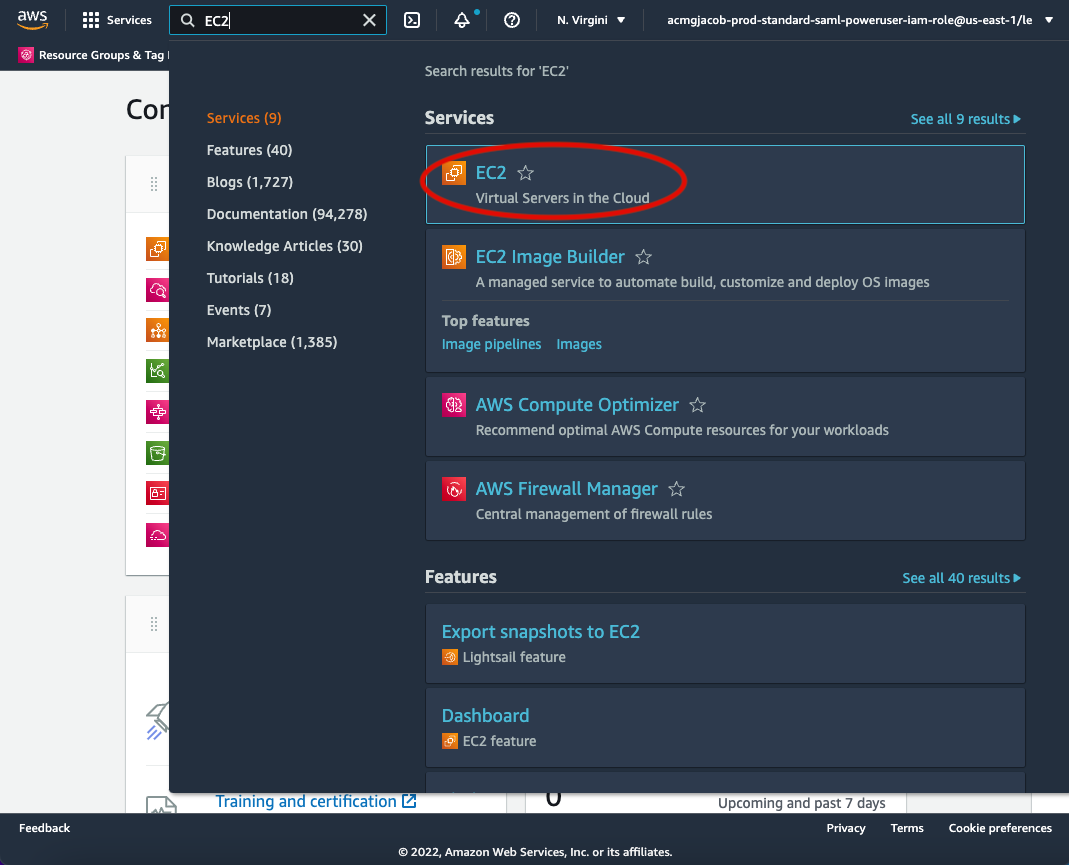 aws
Services
EC2
N. Virgini
acmgjacob-prod-standard-saml-poweruser-iam-role@us-east-1/le
Resource Groups & Tag
Con
Search results for 'EC2'
Services (9)
Features (40)
Blogs (1,727)
Documentation (94,278)
Knowledge Articles (30)
Tutorials (18)
Events (7)
Marketplace (1,385)
Services
See all 9 results
EC2
Virtual Servers in the Cloud
EC2 Image Builder
A managed service to automate build, customize and deploy OS images
Top features
Image pipelines Images
AWS Compute Optimizer
Recommend optimal AWS Compute resources for your workloads
AWS Firewall Manager
Central management of firewall rules
Features
See all 40 results
Export snapshots to EC2
Lightsail feature
Dashboard
EC2 feature
Training and certification
0
Upcoming and past 7 days
Feedback
Privacy Terms Cookie preferences
© 2022, Amazon Web Services, Inc. or its affiliates.